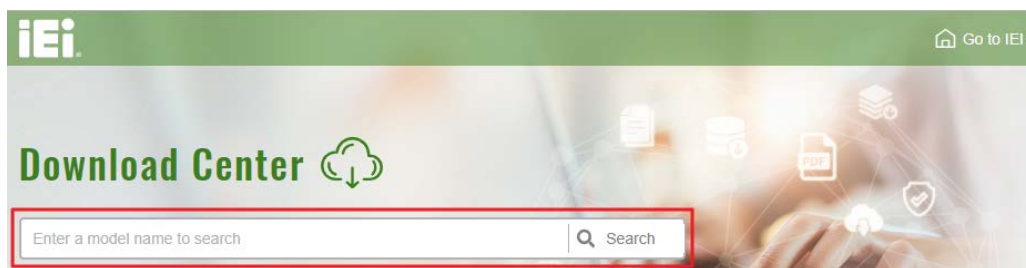 iEi.
Go to IEI
Download Center
Enter a model name to search
Search
PDF